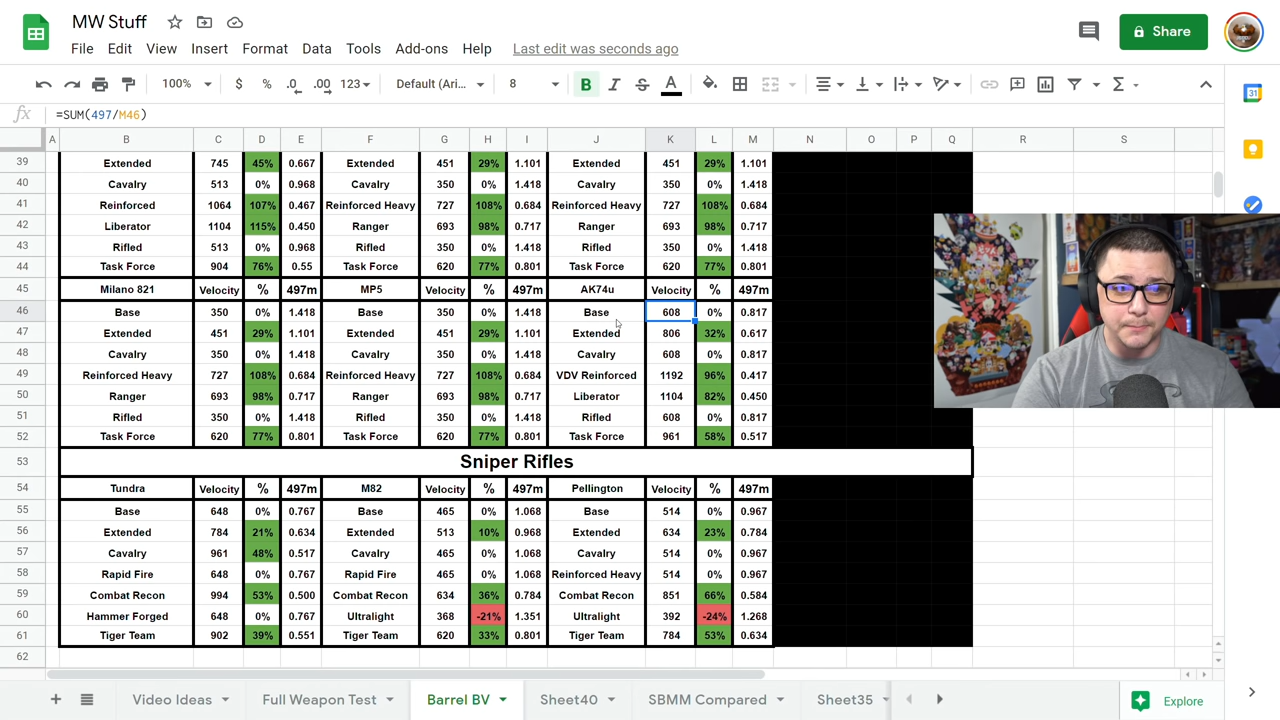 MW Stuff
File Edit View Insert Format Data Tools Add-ons Help Last edit was seconds ago
Share
100% $ % .0 .00 123 Default (Ari... 8 B I S A
fx =SUM(497/M46)
31
A B C D E F G H I J K L M N O P Q R S
39 Extended 745 45% 0.667 Extended 451 29% 1.101 Extended 451 29% 1.101
40 Cavalry 513 0% 0.968 Cavalry 350 0% 1.418 Cavalry 350 0% 1.418
41 Reinforced 1064 107% 0.467 Reinforced Heavy 727 108% 0.684 Reinforced Heavy 727 108% 0.684
42 Liberator 1104 115% 0.450 Ranger 693 98% 0.717 Ranger 693 98% 0.717
43 Rifled 513 0% 0.968 Rifled 350 0% 1.418 Rifled 350 0% 1.418
44 Task Force 904 76% 0.55 Task Force 620 77% 0.801 Task Force 620 77% 0.801
45 Milano 821 Velocity % 497m MP5 Velocity % 497m AK74u Velocity % 497m
46 Base 350 0% 1.418 Base 350 0% 1.418 Base 608 0% 0.817
47 Extended 451 29% 1.101 Extended 451 29% 1.101 Extended 806 32% 0.617
48 Cavalry 350 0% 1.418 Cavalry 350 0% 1.418 Cavalry 608 0% 0.817
49 Reinforced Heavy 727 108% 0.684 Reinforced Heavy 727 108% 0.684 VDV Reinforced 1192 96% 0.417
50 Ranger 693 98% 0.717 Ranger 693 98% 0.717 Liberator 1104 82% 0.450
51 Rifled 350 0% 1.418 Rifled 350 0% 1.418 Rifled 608 0% 0.817
52 Task Force 620 77% 0.801 Task Force 620 77% 0.801 Task Force 961 58% 0.517
53 Sniper Rifles
54 Tundra Velocity % 497m M82 Velocity % 497m Pellington Velocity % 497m
55 Base 648 0% 0.767 Base 465 0% 1.068 Base 514 0% 0.967
56 Extended 784 21% 0.634 Extended 513 10% 0.968 Extended 634 23% 0.784
57 Cavalry 961 48% 0.517 Cavalry 465 0% 1.068 Cavalry 514 0% 0.967
58 Rapid Fire 648 0% 0.767 Rapid Fire 465 0% 1.068 Reinforced Heavy 514 0% 0.967
59 Combat Recon 994 53% 0.500 Combat Recon 634 36% 0.784 Combat Recon 851 66% 0.584
60 Hammer Forged 648 0% 0.767 Ultralight 368 -21% 1.351 Ultralight 392 -24% 1.268
61 Tiger Team 902 39% 0.551 Tiger Team 620 33% 0.801 Tiger Team 784 53% 0.634
62
Video Ideas Full Weapon Test Barrel BV Sheet40 SBMM Compared Sheet35 Explore